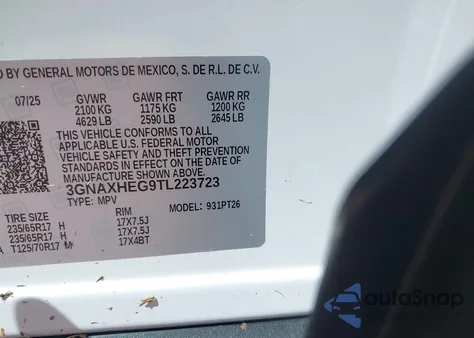 D BY GENERAL MOTORS DE MEXICO, S. DE R.L. DE C.V.
07/25 GVWR GAWR FRT GAWR RR
2100 KG 1175 KG 1200 KG
4629 LB 2590 LB 2645 LB
THIS VEHICLE CONFORMS TO ALL
APPLICABLE U.S. FEDERAL MOTOR
VEHICLE SAFETY AND THEFT PREVENTION
STANDARDS IN EFFECT ON THE DATE OF
MANUFACTURE SHOWN ABOVE.
3GNAXHEG9TL223723
TYPE: MPV MODEL: 931PT26
TIRE SIZE RIM
235/65R17 H 17X7.5J
235/65R17 H 17X7.5J
A T125/70R17 M 17X4BT
autoSnap